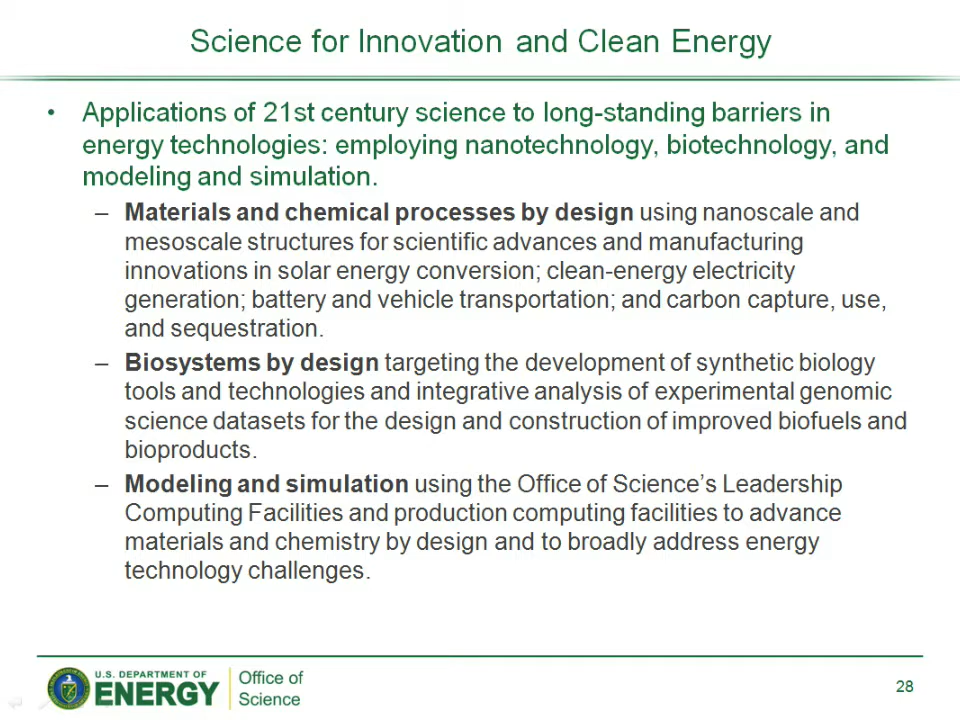 Science for Innovation and Clean Energy
• Applications of 21st century science to long-standing barriers in
energy technologies: employing nanotechnology, biotechnology, and
modeling and simulation.
– Materials and chemical processes by design using nanoscale and
mesoscale structures for scientific advances and manufacturing
innovations in solar energy conversion; clean-energy electricity
generation; battery and vehicle transportation; and carbon capture, use,
and sequestration.
– Biosystems by design targeting the development of synthetic biology
tools and technologies and integrative analysis of experimental genomic
science datasets for the design and construction of improved biofuels and
bioproducts.
– Modeling and simulation using the Office of Science’s Leadership
Computing Facilities and production computing facilities to advance
materials and chemistry by design and to broadly address energy
technology challenges.
U.S. DEPARTMENT OF
ENERGY
Office of
Science
28